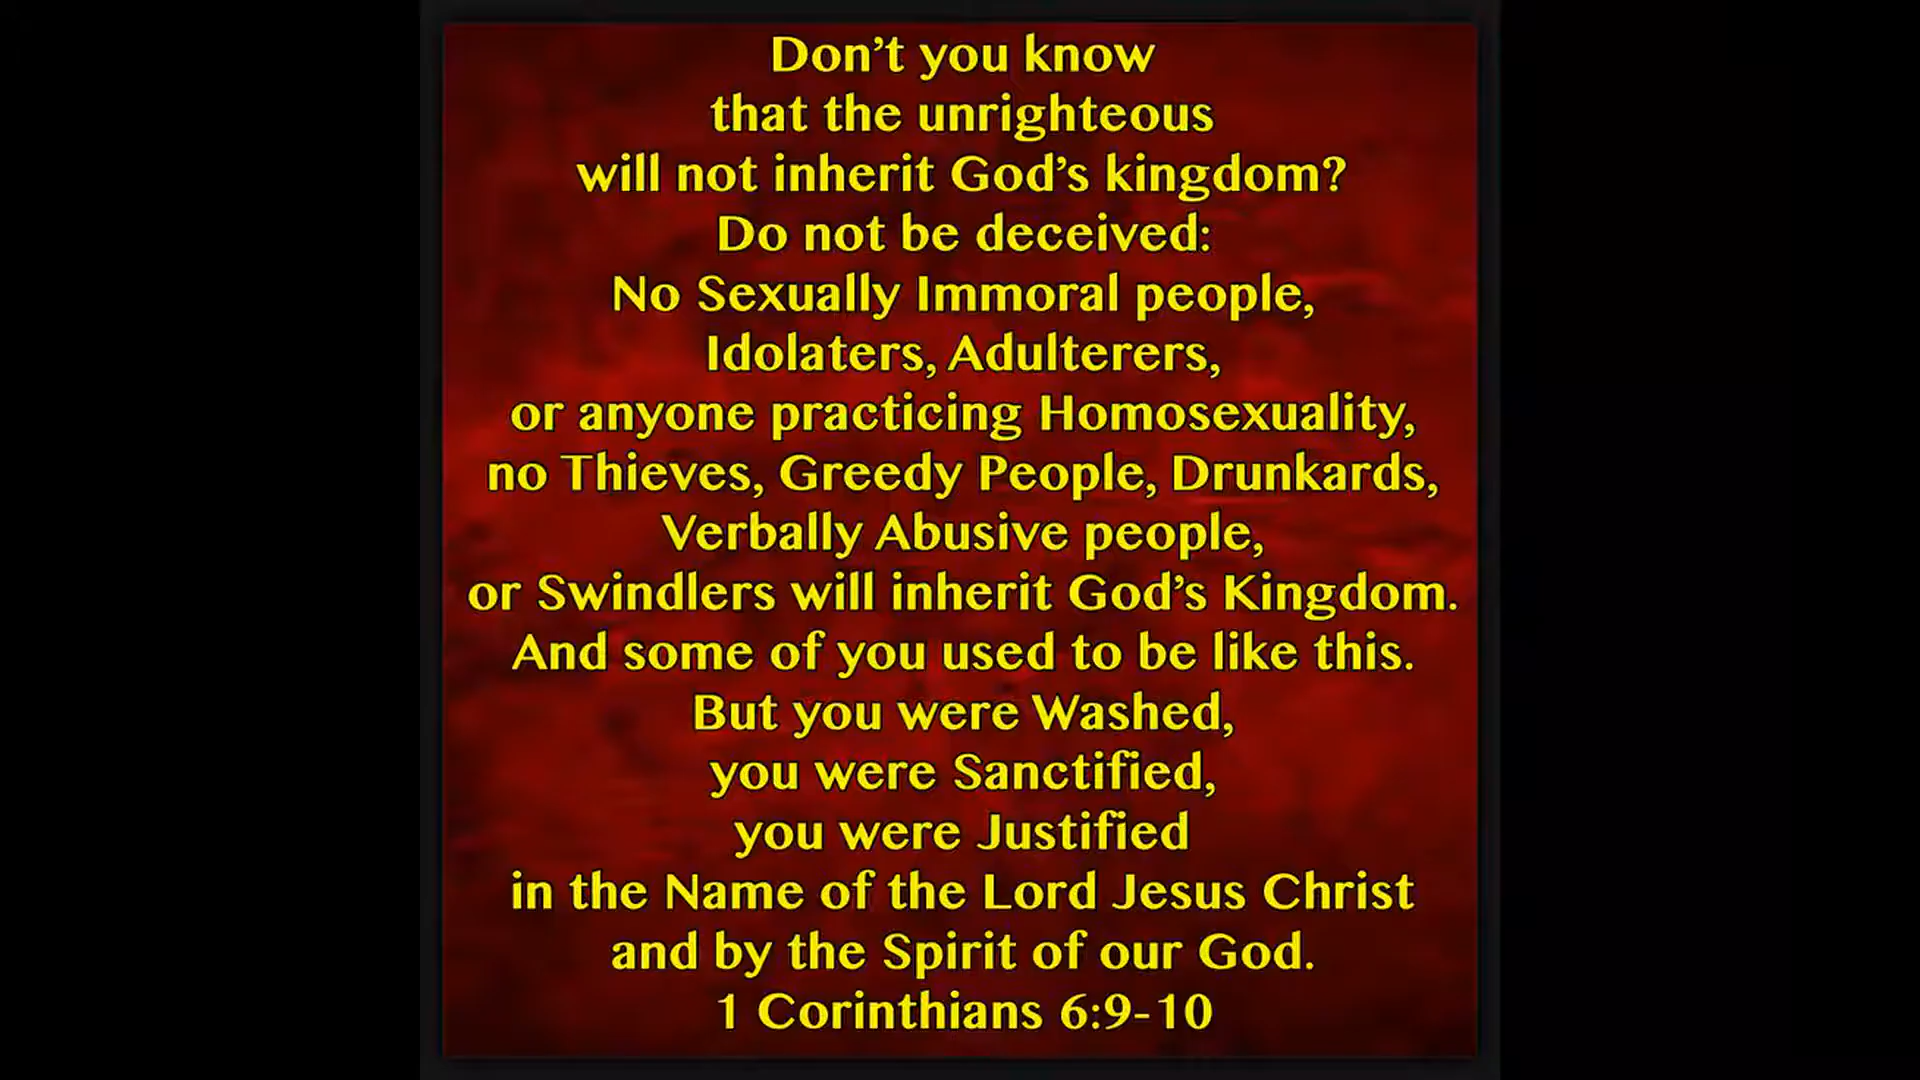 Don’t you know
that the unrighteous
will not inherit God’s kingdom?
Do not be deceived:
No Sexually Immoral people,
Idolaters, Adulterers,
or anyone practicing Homosexuality,
no Thieves, Greedy People, Drunkards,
Verbally Abusive people,
or Swindlers will inherit God’s Kingdom.
And some of you used to be like this.
But you were Washed,
you were Sanctified,
you were Justified
in the Name of the Lord Jesus Christ
and by the Spirit of our God.
1 Corinthians 6:9-10